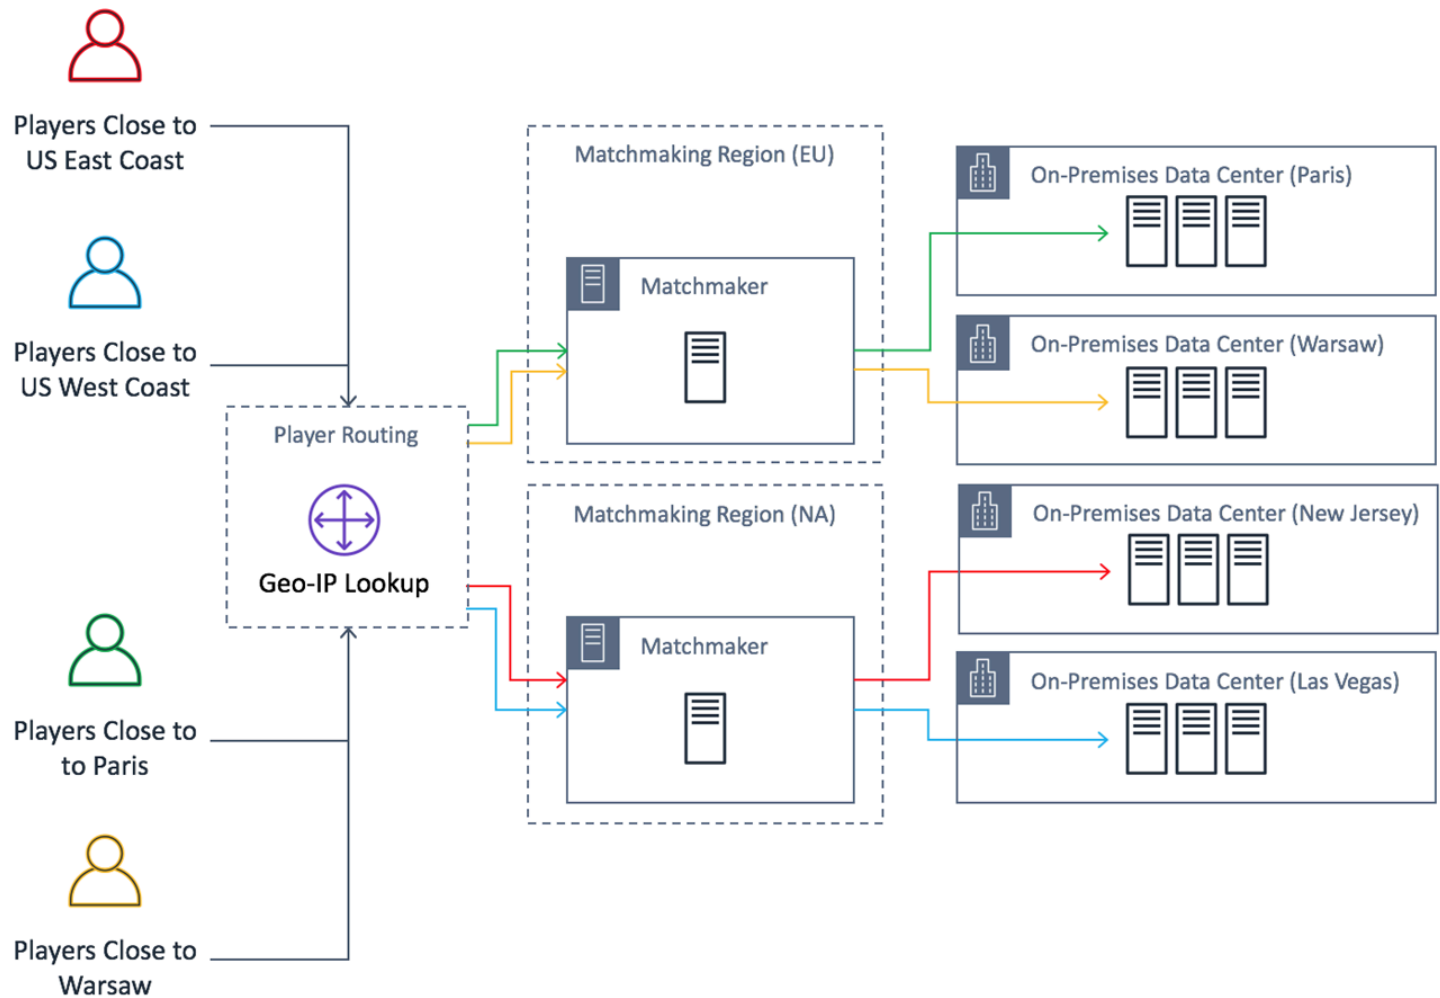 Players Close to
US East Coast
Players Close to
US West Coast
Player Routing
Geo-IP Lookup
Players Close to
to Paris
Players Close to
Warsaw
Matchmaking Region (EU)
Matchmaker
Matchmaking Region (NA)
Matchmaker
On-Premises Data Center (Paris)
On-Premises Data Center (Warsaw)
On-Premises Data Center (New Jersey)
On-Premises Data Center (Las Vegas)